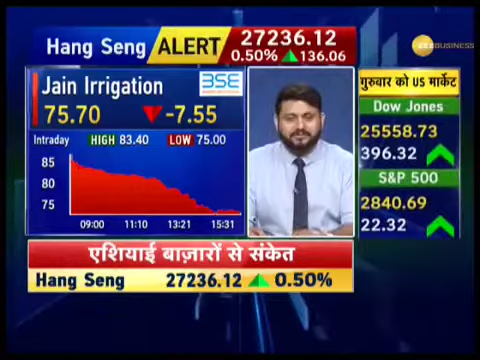 Hang Seng ALERT 27236.12
0.50% 136.06
ZEE BUSINESS
Jain Irrigation BSE
75.70 -7.55
Intraday HIGH 83.40 LOW 75.00
85
80
75
09:00 11:10 13:21 15:31
गुरुवार को US मार्केट
Dow Jones
25558.73
396.32
S&P 500
2840.69
22.32
एशियाई बाज़ारों से संकेत
Hang Seng 27236.12 0.50%